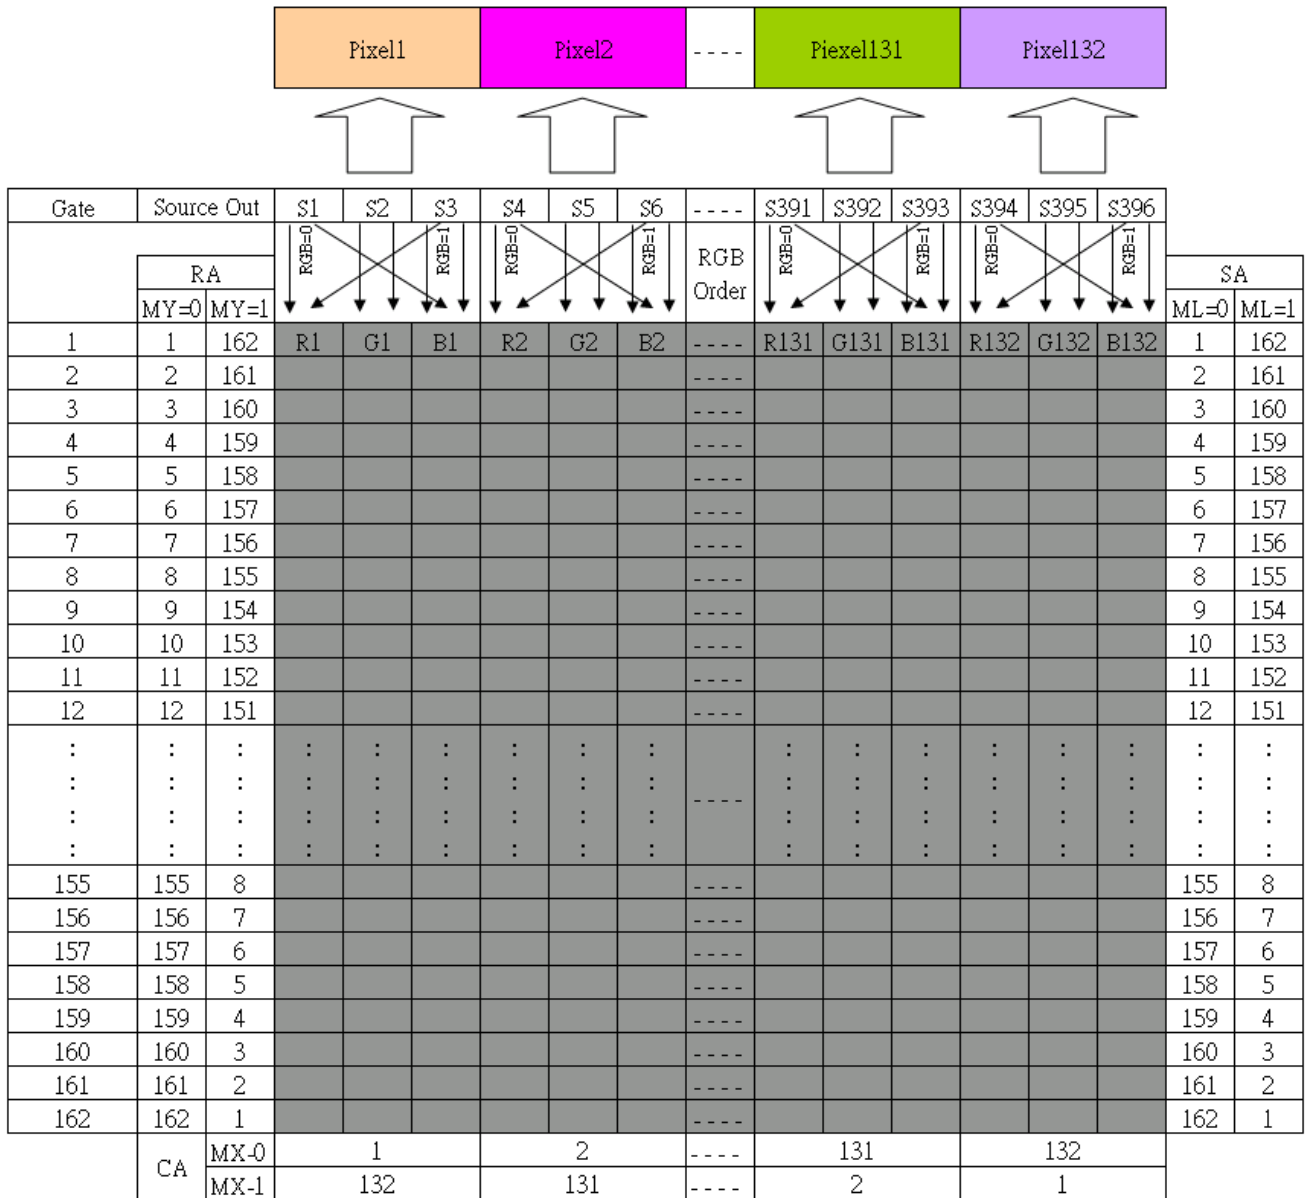 Pixel1 Pixel2 ---- Piexel131 Pixel132
Gate Source Out S1 S2 S3 S4 S5 S6 ---- S391 S392 S393 S394 S395 S396
RGB=0 RGB=1 RGB=0 RGB=1 RGB Order RGB=0 RGB=1 RGB=0 RGB=1
RA SA
MY=0 MY=1 ML=0 ML=1
1 1 162 R1 G1 B1 R2 G2 B2 ---- R131 G131 B131 R132 G132 B132 1 162
2 2 161 ---- 2 161
3 3 160 ---- 3 160
4 4 159 ---- 4 159
5 5 158 ---- 5 158
6 6 157 ---- 6 157
7 7 156 ---- 7 156
8 8 155 ---- 8 155
9 9 154 ---- 9 154
10 10 153 ---- 10 153
11 11 152 ---- 11 152
12 12 151 ---- 12 151
: : : : : : : : : : : : : : : : :
: : : : : : : : : : : : : : : : :
: : : : : : : : : ---- : : : : : : : :
: : : : : : : : : : : : : : : : :
155 155 8 ---- 155 8
156 156 7 ---- 156 7
157 157 6 ---- 157 6
158 158 5 ---- 158 5
159 159 4 ---- 159 4
160 160 3 ---- 160 3
161 161 2 ---- 161 2
162 162 1 ---- 162 1
CA MX-0 1 2 ---- 131 132
MX-1 132 131 ---- 2 1